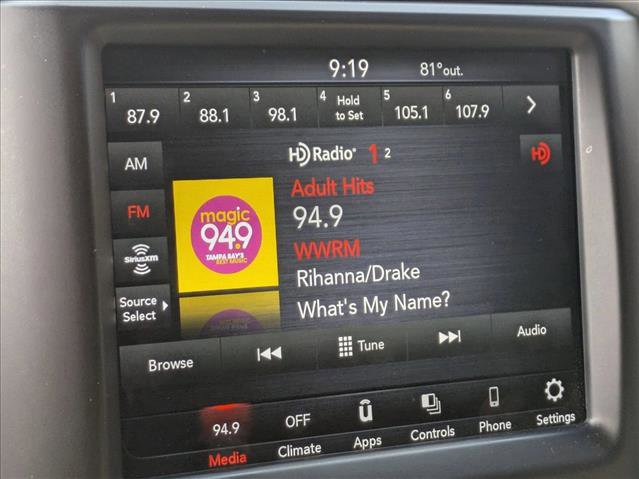 9:19 81°out.
1 87.9 2 88.1 3 98.1 4 Hold to Set 5 105.1 6 107.9
AM
HD Radio® 1 2
HD
FM
Adult Hits
94.9
WWRM
Rihanna/Drake
What's My Name?
magic
94.9
TAMPA BAY'S
BEST MUSIC
SiriusXM
Source
Select
Browse Tune Audio
94.9 OFF u
Media Climate Apps Controls Phone Settings